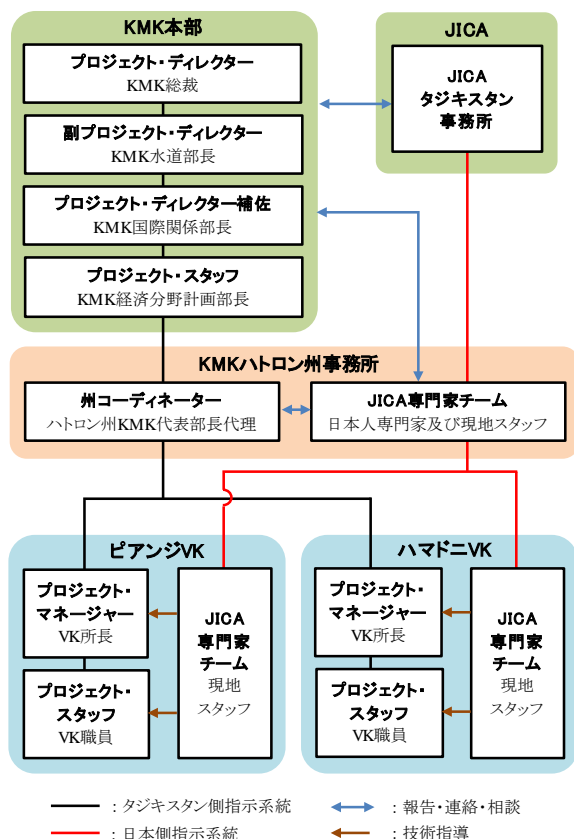 KMK本部
プロジェクト・ディレクター
KMK総裁
副プロジェクト・ディレクター
KMK水道部長
プロジェクト・ディレクター補佐
KMK国際関係部長
プロジェクト・スタッフ
KMK経済分野計画部長
JICA
JICA
タジキスタン
事務所
KMKハトロン州事務所
州コーディネーター
ハトロン州KMK代表部長代理
JICA専門家チーム
日本人専門家及び現地スタッフ
ピアンジVK
プロジェクト・
マネージャー
VK所長
プロジェクト・
スタッフ
VK職員
JICA
専門家
チーム
現地
スタッフ
ハマドニVK
プロジェクト・
マネージャー
VK所長
プロジェクト・
スタッフ
VK職員
JICA
専門家
チーム
現地
スタッフ
：タジキスタン側指示系統
：報告・連絡・相談
：日本側指示系統
：技術指導